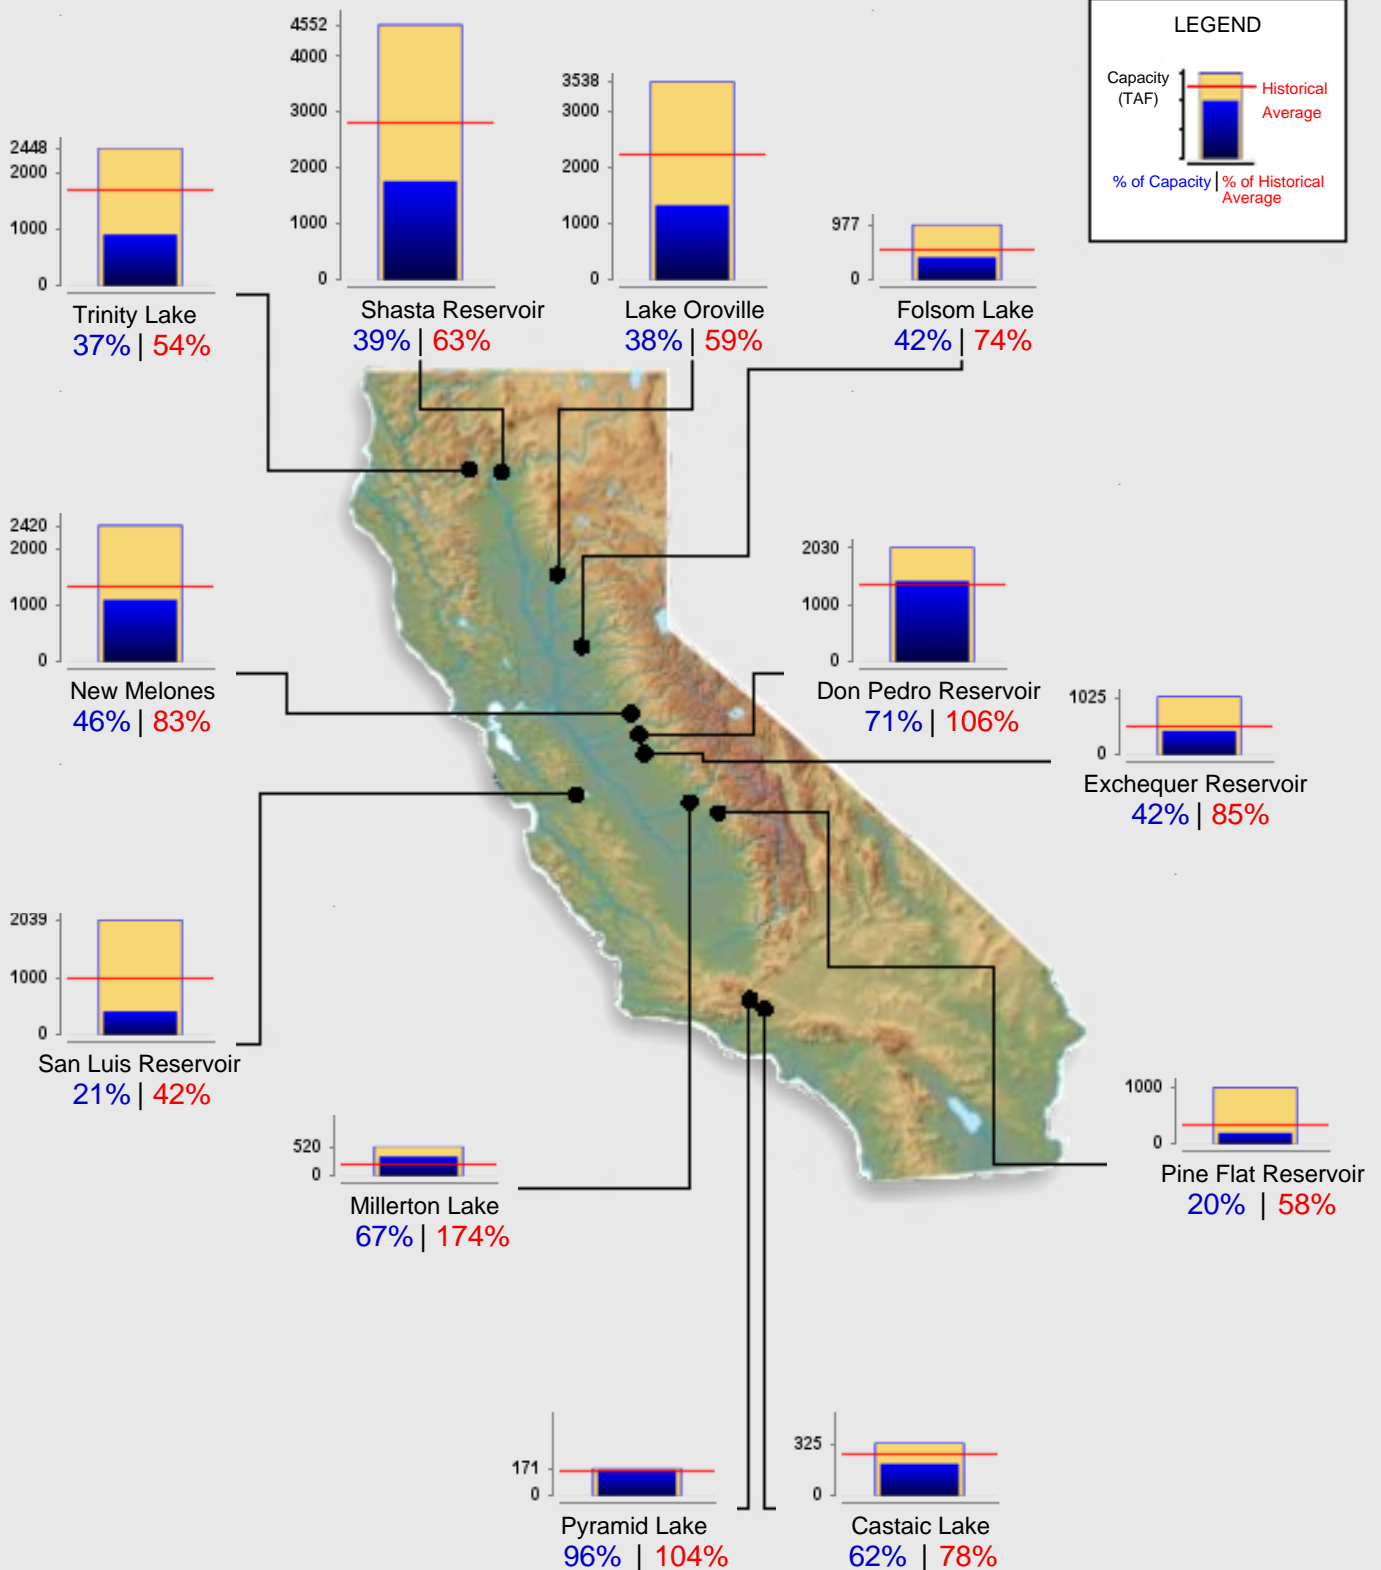 LEGEND
Capacity
(TAF)
Historical
Average
% of Capacity | % of Historical
Average
4552
4000
3000
2000
1000
0
Shasta Reservoir
39% | 63%
3538
3000
2000
1000
0
Lake Oroville
38% | 59%
2448
2000
1000
0
Trinity Lake
37% | 54%
977
0
Folsom Lake
42% | 74%
2420
2000
1000
0
New Melones
46% | 83%
2030
1000
0
Don Pedro Reservoir
71% | 106%
1025
0
Exchequer Reservoir
42% | 85%
2039
1000
0
San Luis Reservoir
21% | 42%
520
0
Millerton Lake
67% | 174%
1000
0
Pine Flat Reservoir
20% | 58%
171
0
Pyramid Lake
96% | 104%
325
0
Castaic Lake
62% | 78%